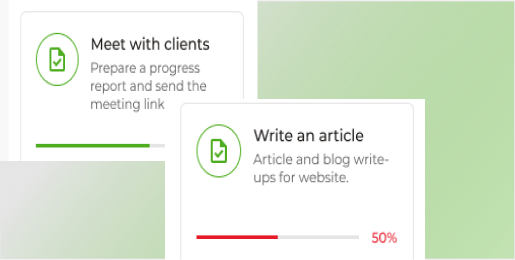 Meet with clients
Prepare a progress
report and send the
meeting link
Write an article
Article and blog write-
ups for website.
50%